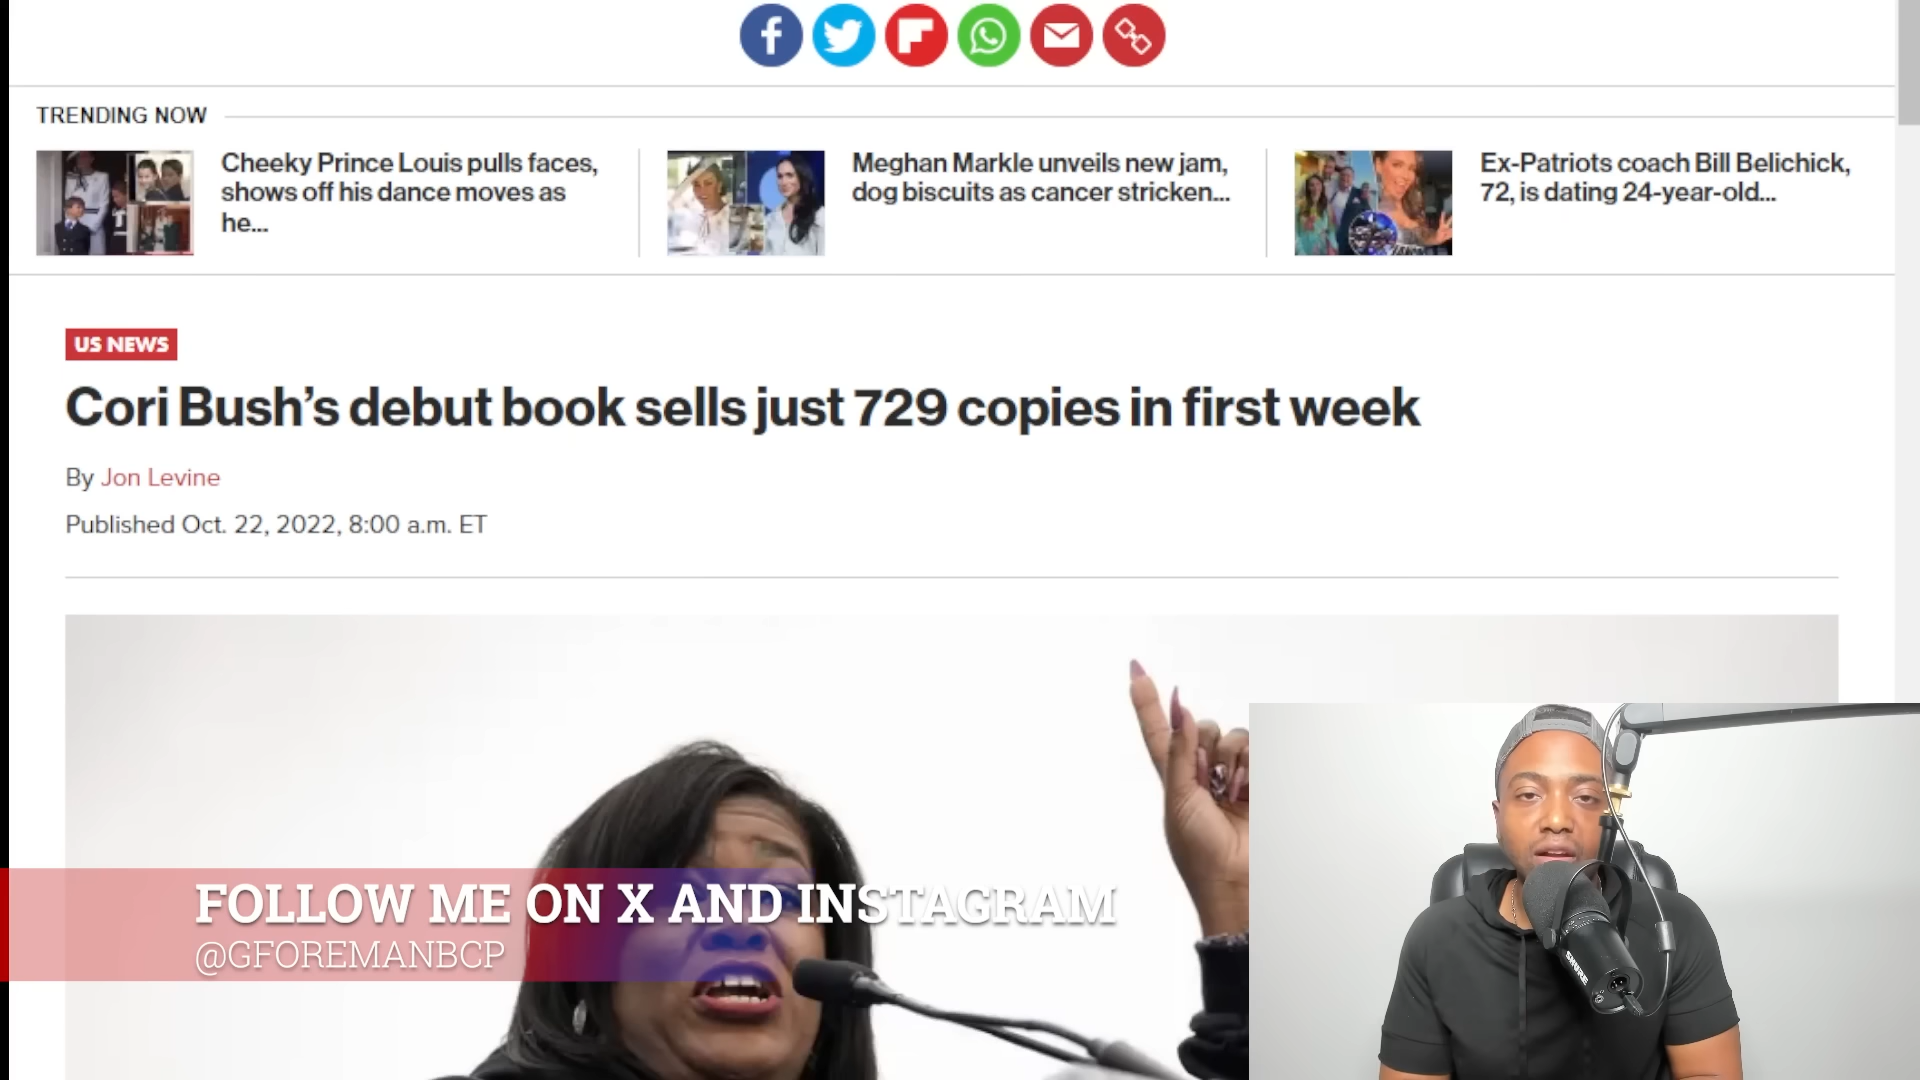 TRENDING NOW
Cheeky Prince Louis pulls faces,
shows off his dance moves as
he...
Meghan Markle unveils new jam,
dog biscuits as cancer stricken...
Ex-Patriots coach Bill Belichick,
72, is dating 24-year-old...
US NEWS
Cori Bush’s debut book sells just 729 copies in first week
By Jon Levine
Published Oct. 22, 2022, 8:00 a.m. ET
FOLLOW ME ON X AND INSTAGRAM
@GFOREMANBCP
SHURE